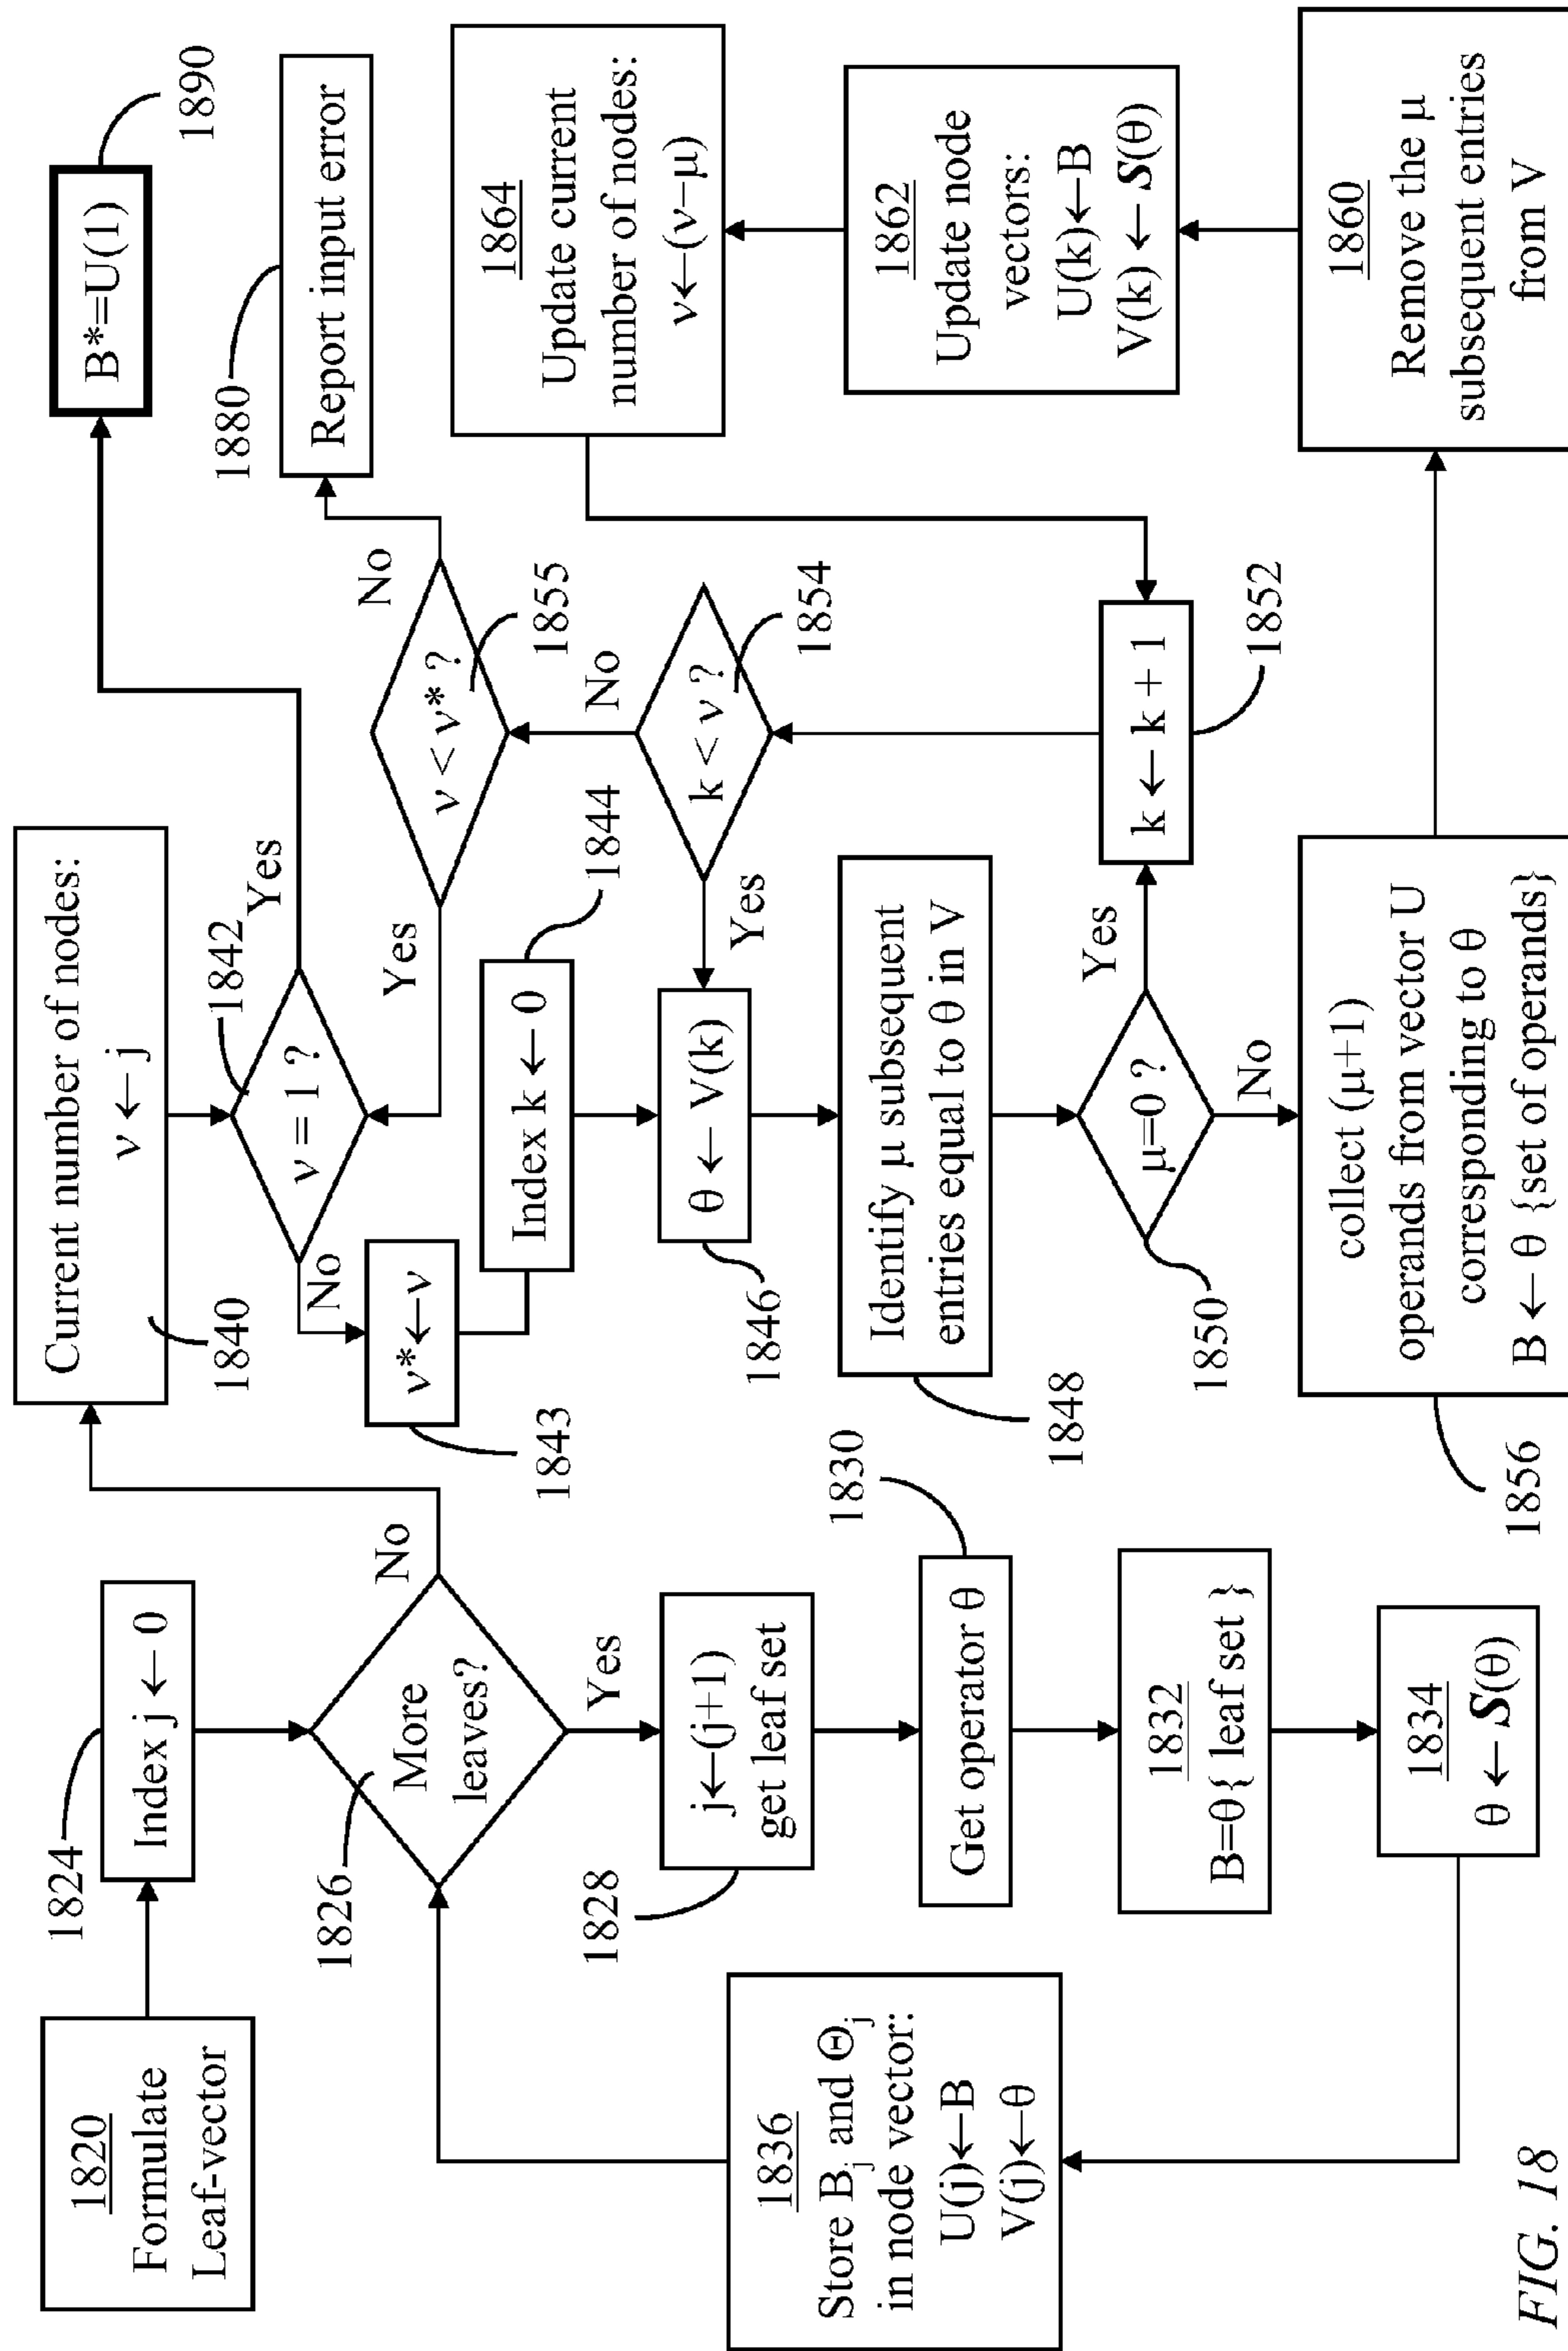 1820
Formulate
Leaf-vector
1824
Index j ← 0
1826
More
leaves?
No
Yes
1828
j←(j+1)
get leaf set
1830
Get operator θ
1832
B=θ{ leaf set }
1834
θ ← S(θ)
1836
Store Bj and Θj
in node vector:
U(j)←B
V(j)←θ
Current number of nodes:
ν ← j
1840
1842
ν = 1 ?
Yes
No
ν*←ν
1843
Index k ← 0
1844
θ ← V(k)
1846
Identify μ subsequent
entries equal to θ in V
1848
μ=0 ?
1850
Yes
No
collect (μ+1)
operands from vector U
corresponding to θ
B ← θ {set of operands}
1856
k ← k + 1
1852
k < ν ?
1854
Yes
No
ν < ν* ?
1855
Yes
No
1860
Remove the μ
subsequent entries
from V
1862
Update node
vectors:
U(k)←B
V(k) ← S(θ)
1864
Update current
number of nodes:
ν←(ν−μ)
Report input error
1880
B*=U(1)
1890
FIG. 18